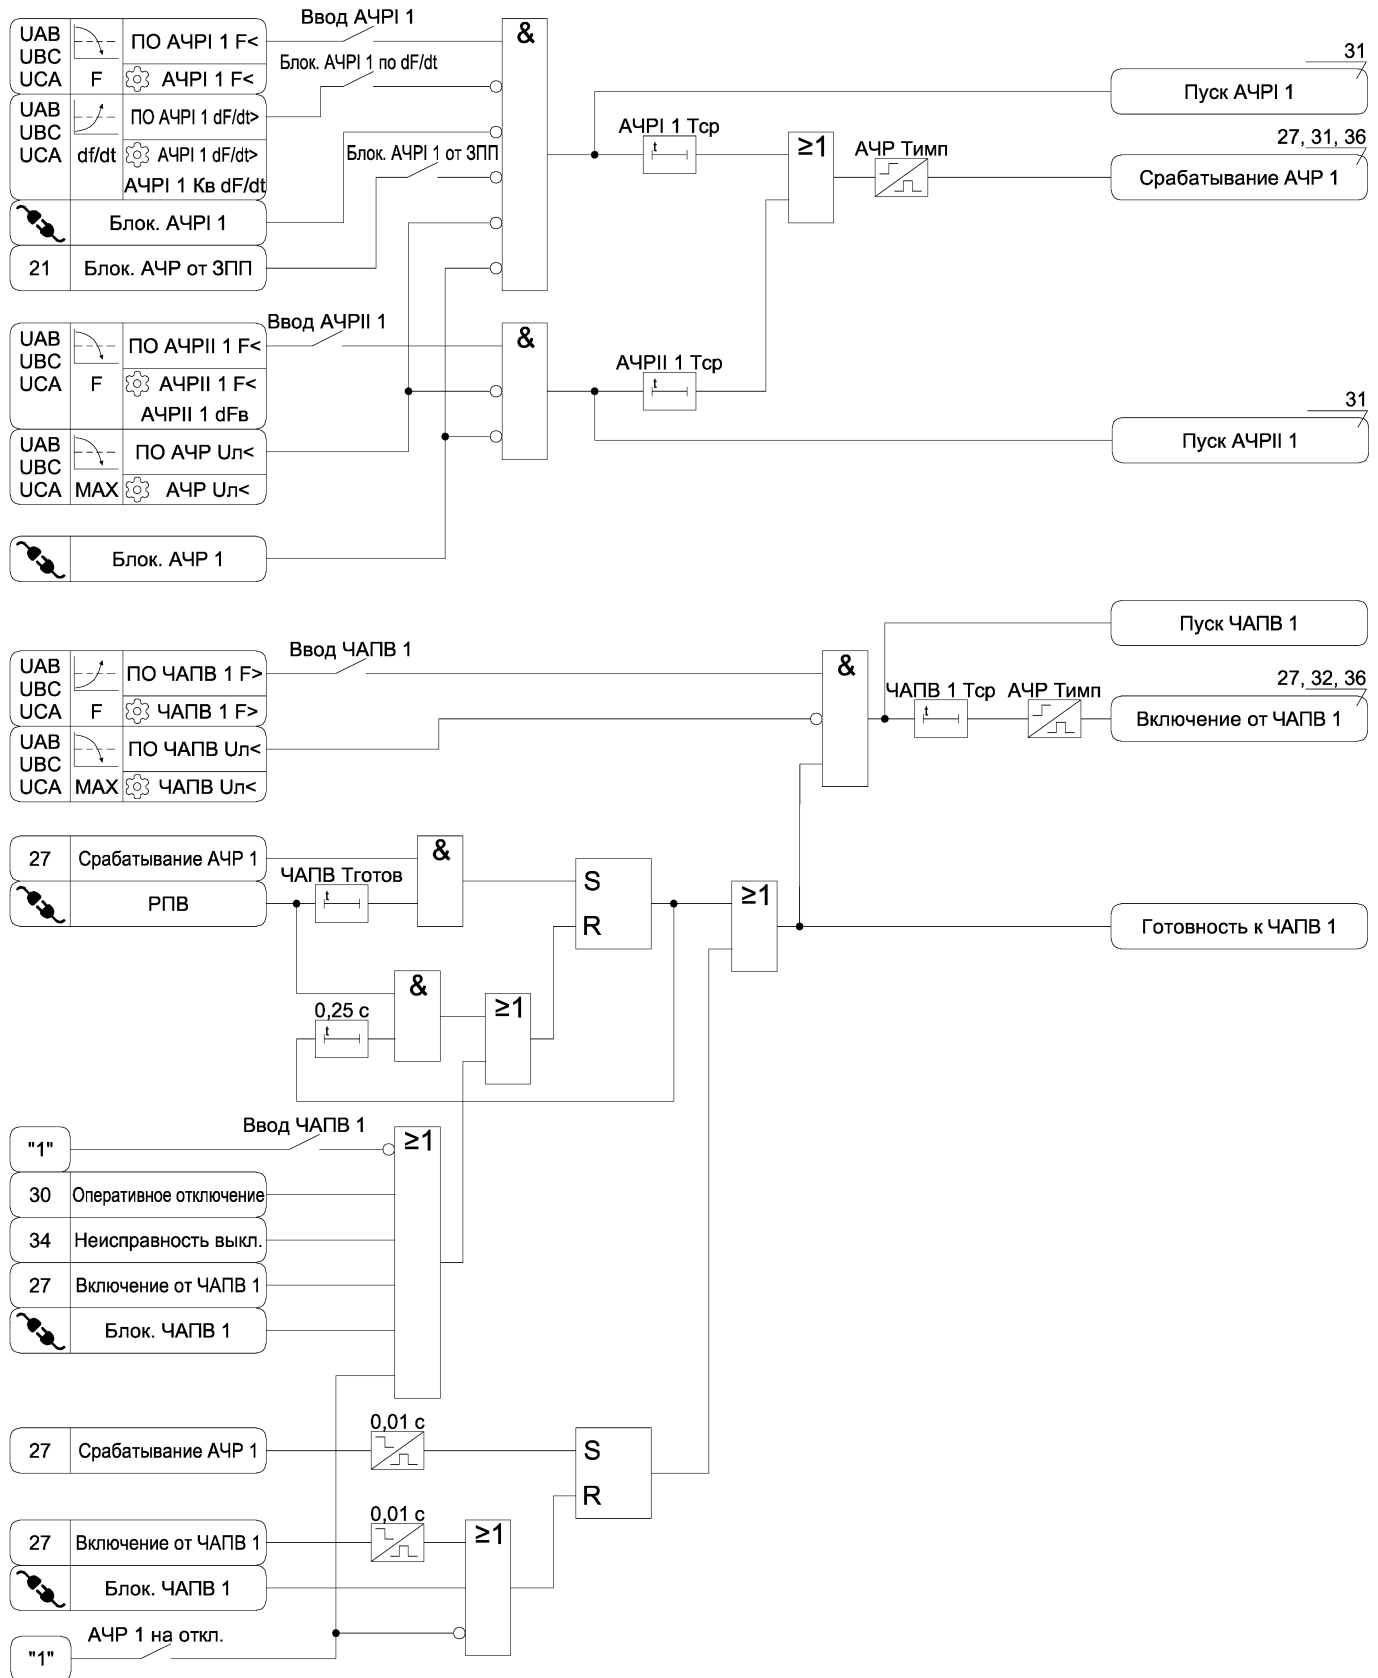 Ввод АЧРI 1
UAB
UBC
UCA
F
ПО АЧРI 1 F<
АЧРI 1 F<
&
Блок. АЧРI 1 по dF/dt
31
Пуск АЧРI 1
UAB
UBC
UCA
df/dt
ПО АЧРI 1 dF/dt>
АЧРI 1 dF/dt>
АЧРI 1 Кв dF/dt
АЧРI 1 Тср
t
Блок. АЧРI 1 от ЗПП
≥1
АЧР Тимп
27, 31, 36
Срабатывание АЧР 1
Блок. АЧРI 1
21
Блок. АЧР от ЗПП
Ввод АЧРII 1
UAB
UBC
UCA
F
ПО АЧРII 1 F<
АЧРII 1 F<
АЧРII 1 dFв
&
АЧРII 1 Тср
t
31
Пуск АЧРII 1
UAB
UBC
UCA
MAX
ПО АЧР Uл<
АЧР Uл<
Блок. АЧР 1
Пуск ЧАПВ 1
Ввод ЧАПВ 1
UAB
UBC
UCA
F
ПО ЧАПВ 1 F>
ЧАПВ 1 F>
&
ЧАПВ 1 Тср
t
АЧР Тимп
27, 32, 36
Включение от ЧАПВ 1
UAB
UBC
UCA
MAX
ПО ЧАПВ Uл<
ЧАПВ Uл<
27
Срабатывание АЧР 1
&
ЧАПВ Тготов
t
РПВ
S
R
≥1
Готовность к ЧАПВ 1
&
0,25 с
t
≥1
Ввод ЧАПВ 1
"1"
≥1
30
Оперативное отключение
34
Неисправность выкл.
27
Включение от ЧАПВ 1
Блок. ЧАПВ 1
0,01 с
27
Срабатывание АЧР 1
S
R
0,01 с
27
Включение от ЧАПВ 1
≥1
Блок. ЧАПВ 1
АЧР 1 на откл.
"1"